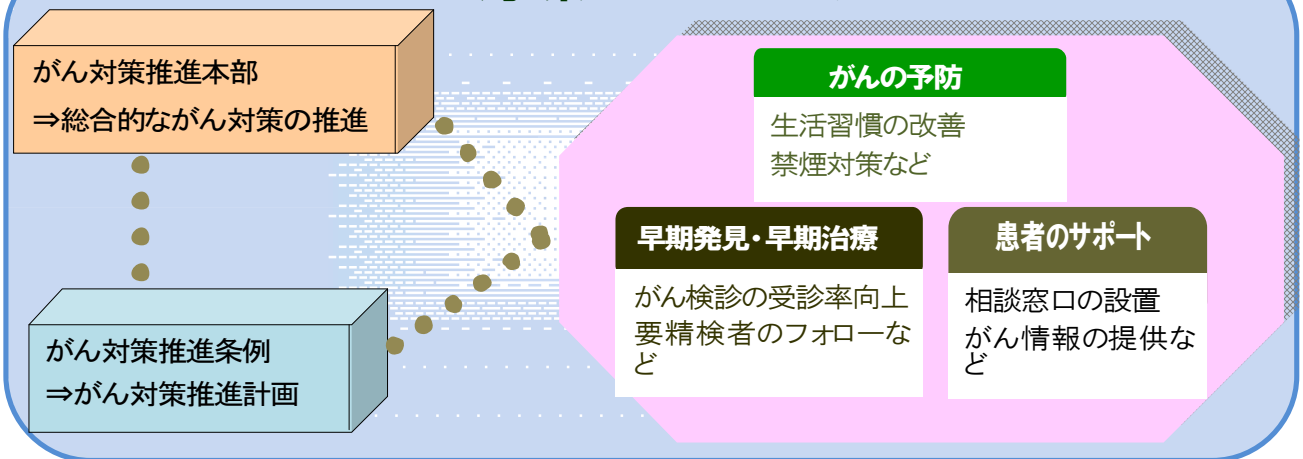 がん対策推進本部
⇒総合的ながん対策の推進
がん対策推進条例
⇒がん対策推進計画
がんの予防
生活習慣の改善
禁煙対策など
早期発見・早期治療
がん検診の受診率向上
要精検者のフォローな
ど
患者のサポート
相談窓口の設置
がん情報の提供な
ど